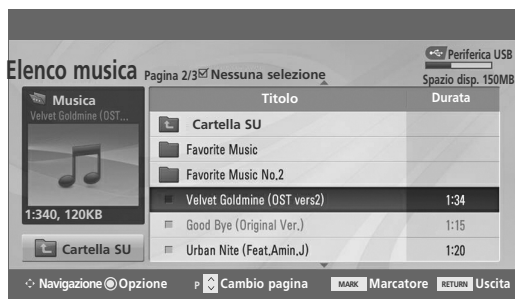 Periferica USB
Elenco musica Pagina 2/3 Nessuna selezione
Spazio disp. 150MB
Musica
Velvet Goldmine (OST...
1:340, 120KB
Cartella SU
Titolo Durata
Cartella SU
Favorite Music
Favorite Music No.2
Velvet Goldmine (OST vers2) 1:34
Good Bye (Original Ver.) 1:15
Urban Nite (Feat,Amin,J) 1:20
Navigazione Opzione P Cambio pagina MARK Marcatore RETURN Uscita